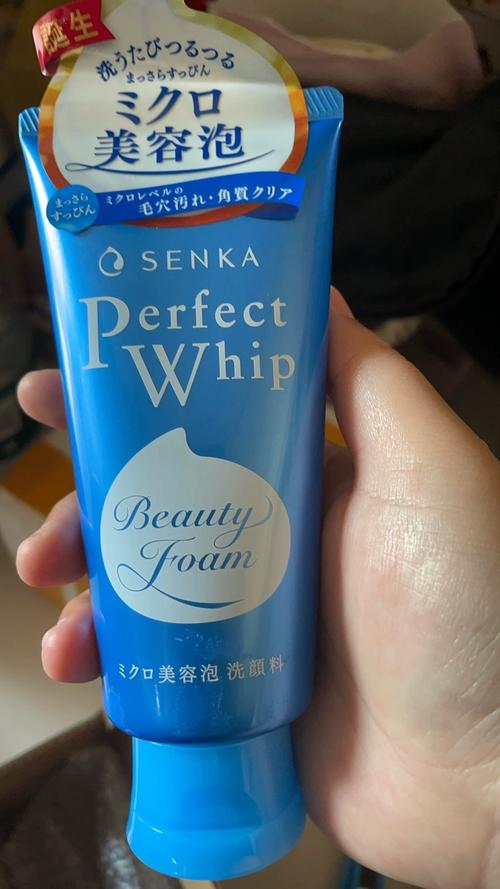 誕生
洗うたびつるつる
まっさらすっぴん
ミクロ
美容泡
まっさら
すっぴん
ミクロレベルの
毛穴汚れ・角質クリア
SENKA
Perfect
Whip
Beauty
Foam
ミクロ美容泡 洗顔料